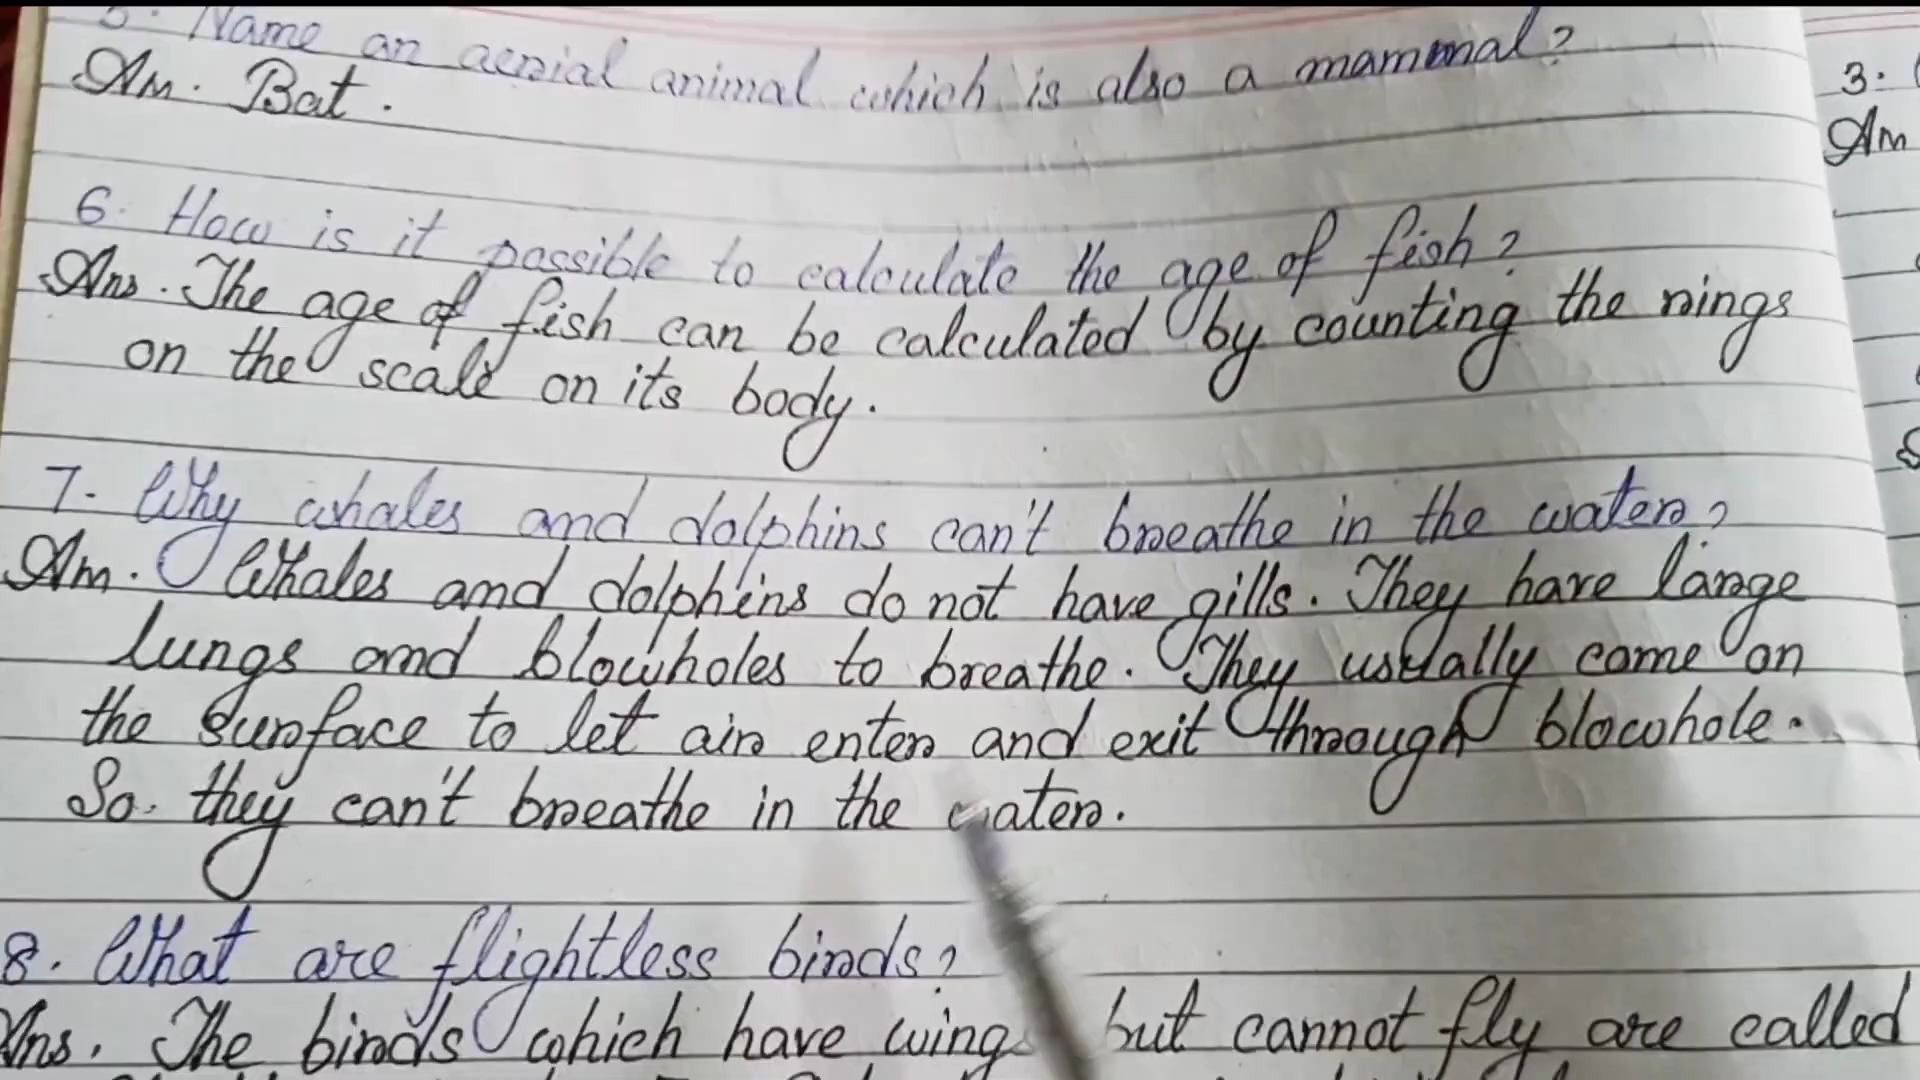 5. Name an aerial animal which is also a mammal?
Ans. Bat.
6. How is it possible to calculate the age of fish?
Ans. The age of fish can be calculated by counting the rings
on the scale on its body.
7. Why whales and dolphins can't breathe in the water?
Ans. Whales and dolphins do not have gills. They have large
lungs and blowholes to breathe. They usually come on
the surface to let air enter and exit through blowhole.
So. they can't breathe in the water.
8. What are flightless birds?
Ans. The birds which have wings but cannot fly are called
3.
Ans